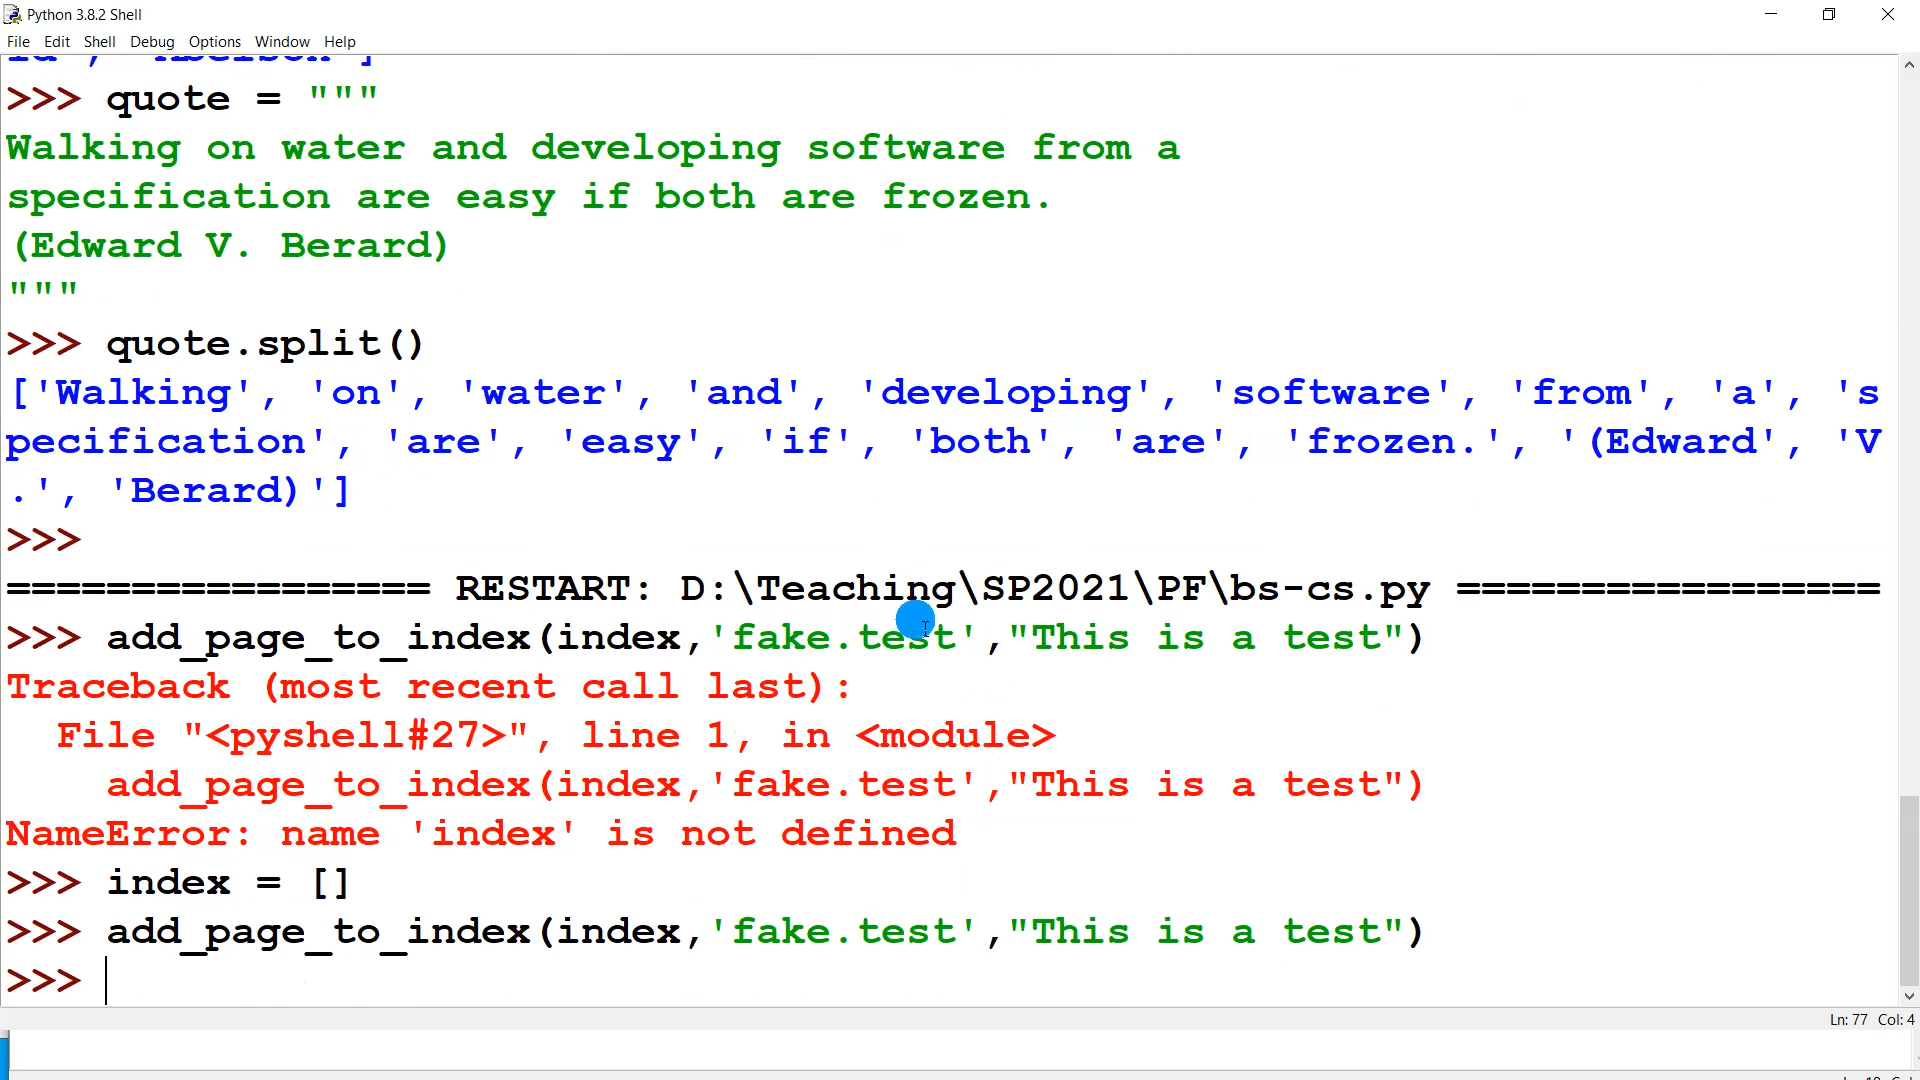 Python 3.8.2 Shell
File Edit Shell Debug Options Window Help
>>> quote = """
Walking on water and developing software from a
specification are easy if both are frozen.
(Edward V. Berard)
"""
>>> quote.split()
['Walking', 'on', 'water', 'and', 'developing', 'software', 'from', 'a', 's
pecification', 'are', 'easy', 'if', 'both', 'are', 'frozen.', '(Edward', 'V
.', 'Berard)']
>>>
================= RESTART: D:\Teaching\SP2021\PF\bs-cs.py =================
>>> add_page_to_index(index,'fake.test',"This is a test")
Traceback (most recent call last):
  File "<pyshell#27>", line 1, in <module>
    add_page_to_index(index,'fake.test',"This is a test")
NameError: name 'index' is not defined
>>> index = []
>>> add_page_to_index(index,'fake.test',"This is a test")
>>>
Ln: 77 Col: 4